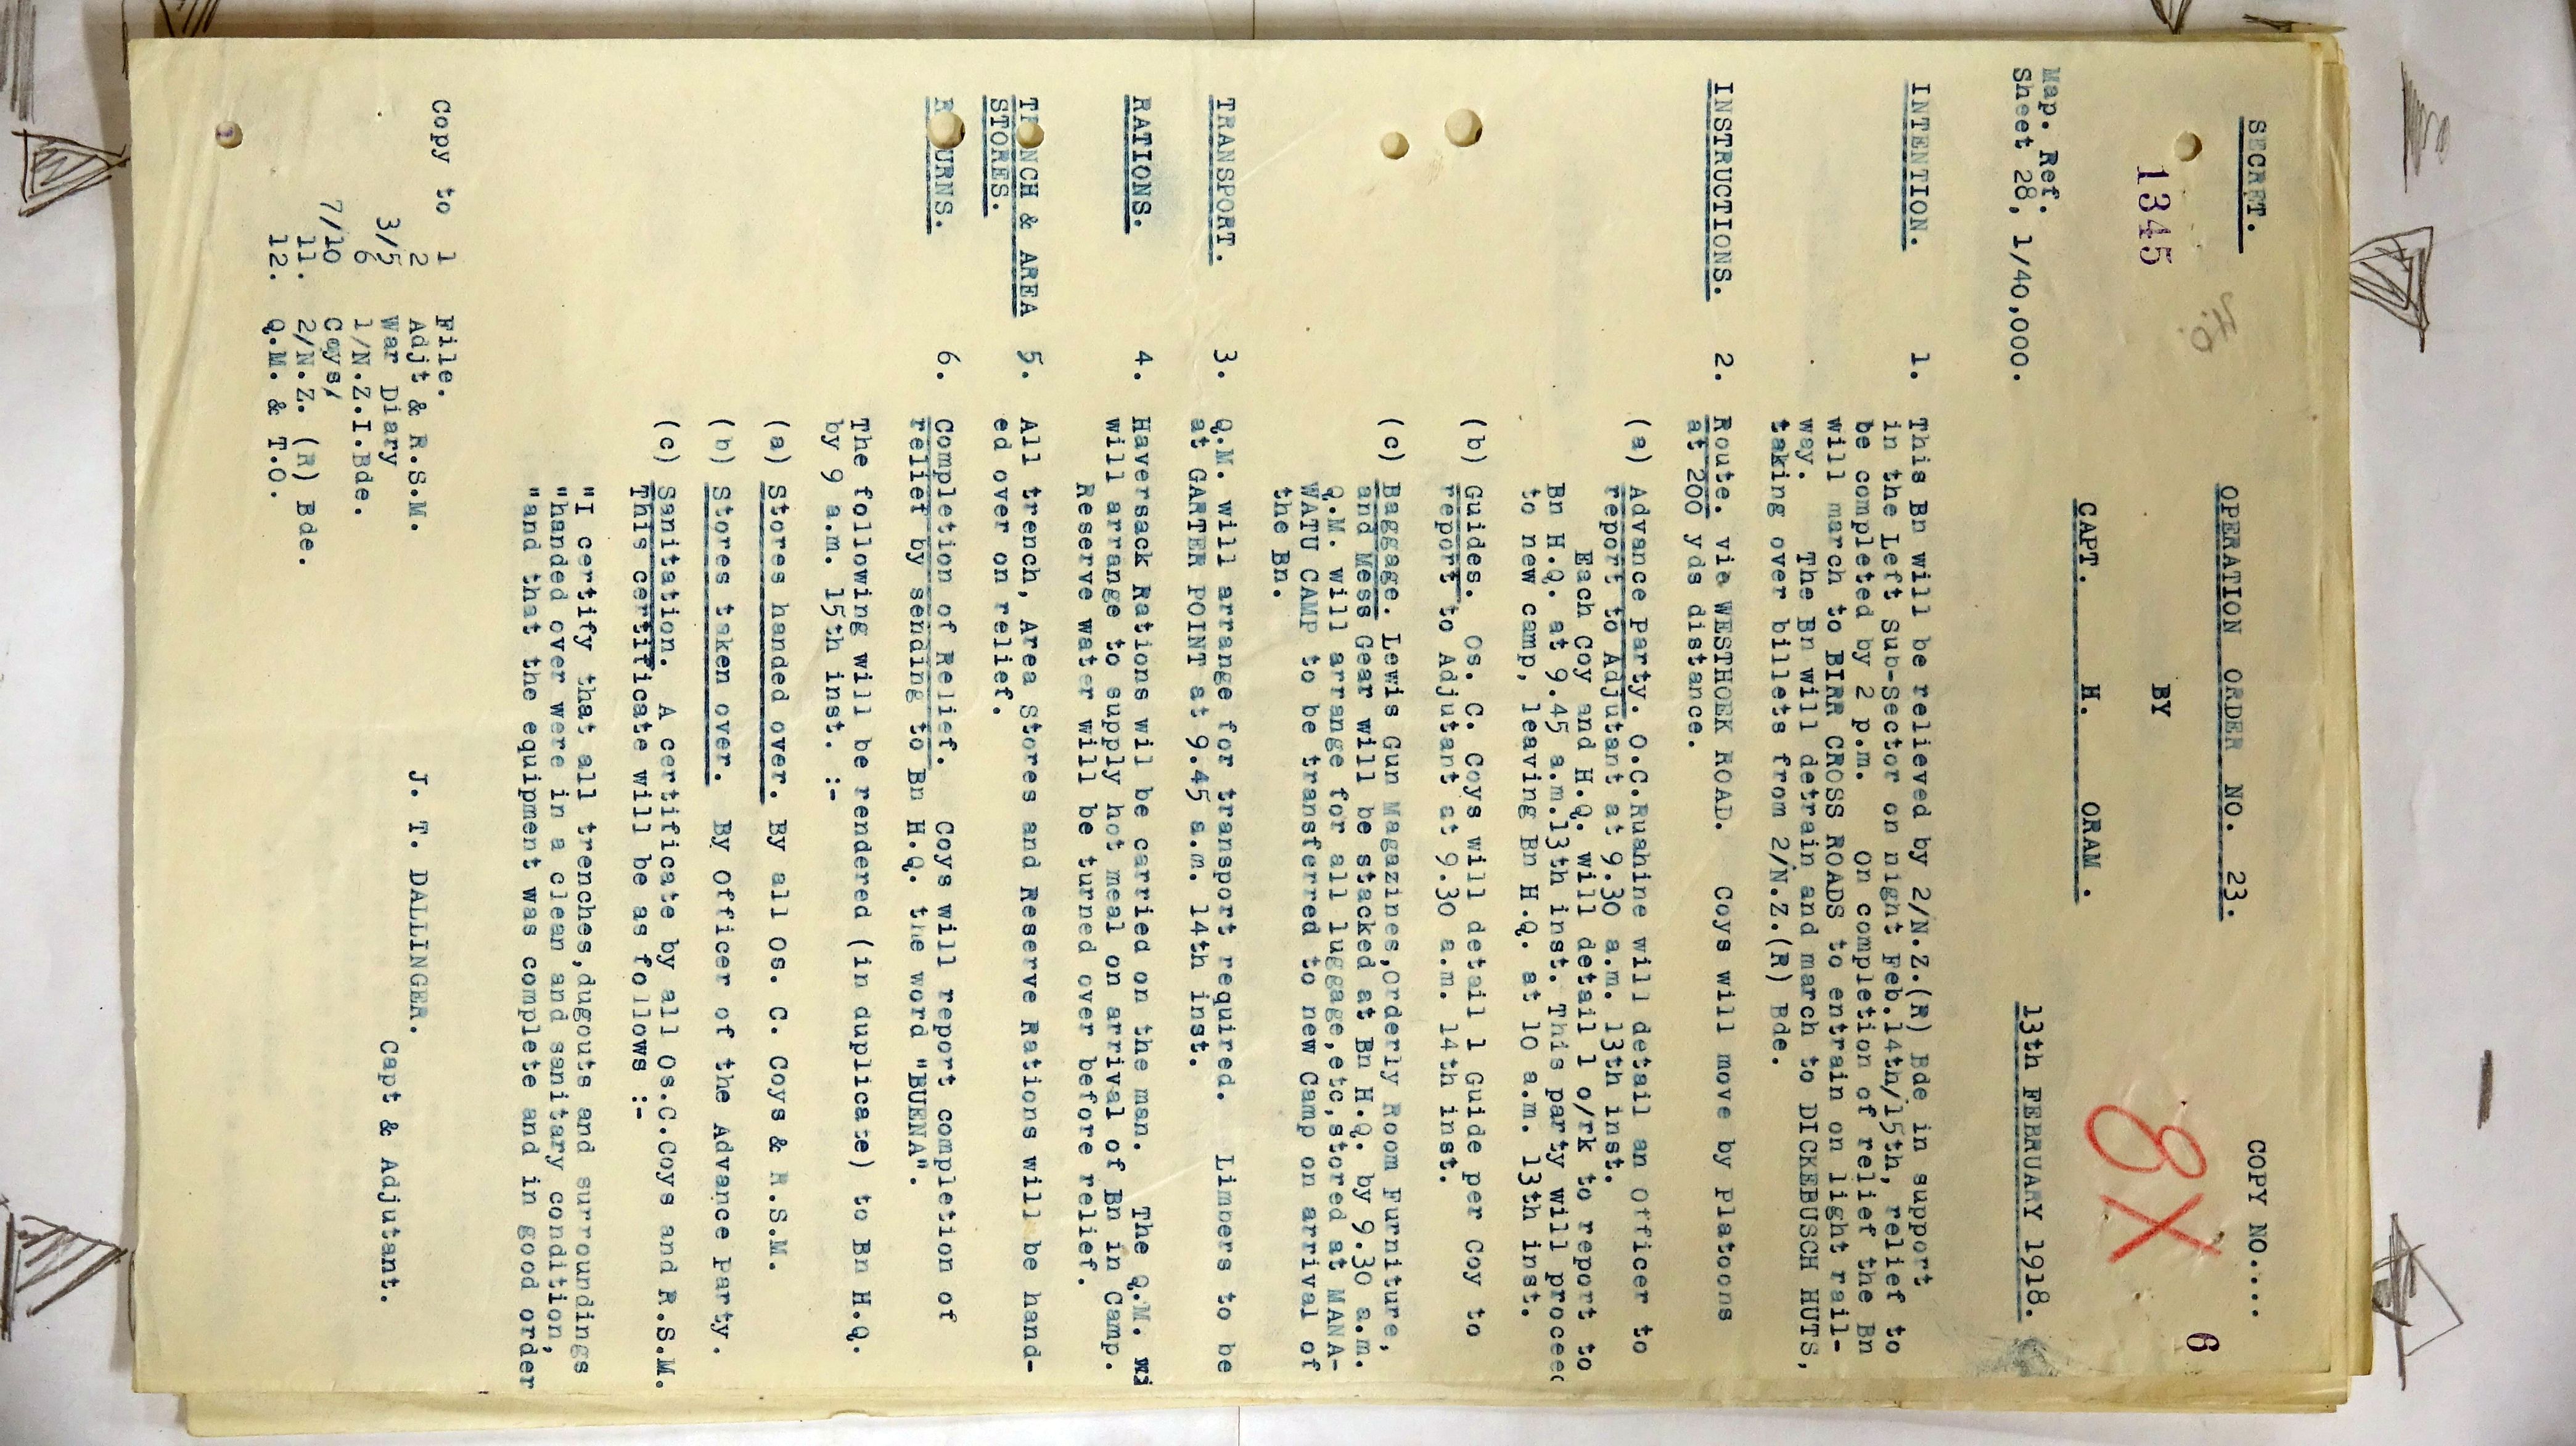 SECRET. OPERATION ORDER NO. 23. COPY NO.....
6
1345 BY
8X
CAPT. H. ORAM .
Map. Ref.
Sheet 28, 1/40,000. 13th FEBRUARY 1918.
INTENTION. 1. This Bn will be relieved by 2/N.Z.(R) Bde in support
in the Left Sub-Sector on night Feb.14th/15th, relief to
be completed by 2 p.m. On completion of relief the Bn
will march to BIRR CROSS ROADS to entrain on light rail-
way. The Bn will detrain and march to DICKEBUSCH HUTS,
taking over billets from 2/N.Z.(R) Bde.
INSTRUCTIONS. 2. Route. via WESTHOEK ROAD. Coys will move by Platoons
at 200 yds distance.
(a) Advance Party. O.C.Ruahine will detail an Officer to
report to Adjutant at 9.30 a.m. 13th inst.
Each Coy and H.Q. will detail 1 o/rk to report to
Bn H.Q. at 9.45 a.m.13th inst. This party will proceed
to new camp, leaving Bn H.Q. at 10 a.m. 13th inst.
(b) Guides. Os. C. Coys will detail 1 Guide per Coy to
report to Adjutant at 9.30 a.m. 14th inst.
(c) Baggage. Lewis Gun Magazines,Orderly Room Furniture,
and Mess Gear will be stacked at Bn H.Q. by 9.30 a.m.
Q.M. will arrange for all luggage,etc,stored at MANA-
WATU CAMP to be transferred to new Camp on arrival of
the Bn.
TRANSPORT. 3. Q.M. will arrange for transport required. Limbers to be
at GARTER POINT at 9.45 a.m. 14th inst.
RATIONS. 4. Haversack Rations wil be carried on the man. The Q.M. wi
will arrange to supply hot meal on arrival of Bn in Camp.
Reserve water will be turned over before relief.
TR NCH & AREA 5. All trench, Area Stores and Reserve Rations will be hand-
STORES. ed over on relief.
R URNS. 6. Completion of Relief. Coys will report completion of
relief by sending to Bn H.Q. the word "BUENA".
The following will be rendered (in duplicate) to Bn H.Q.
by 9 a.m. 15th inst. :-
(a) Stores handed over. By all Os. C. Coys & R.S.M.
(b) Stores taken over. By Officer of the Advance Party.
(c) Sanitation. A certificate by all Os.C.Coys and R.S.M.
This certificate will be as follows :-
"I certify that all trenches,dugouts and surroundings
"handed over were in a clean and sanitary condition,
"and that the equipment was complete and in good order
Copy to 1 File.
2 Adjt & R.S.M.
3/5 War Diary
6 1/N.Z.I.Bde.
7/10 Coys,
11. 2/N.Z. (R) Bde.
12. Q.M. & T.O.
J. T. DALLINGER.
Capt & Adjutant.